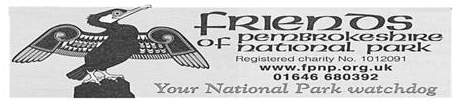 FRIENDS
OF PEMBROKESHIRE
NATIONAL PARK
Registered charity No. 1012091
www.fpnp.org.uk
01646 680392
Your National Park watchdog